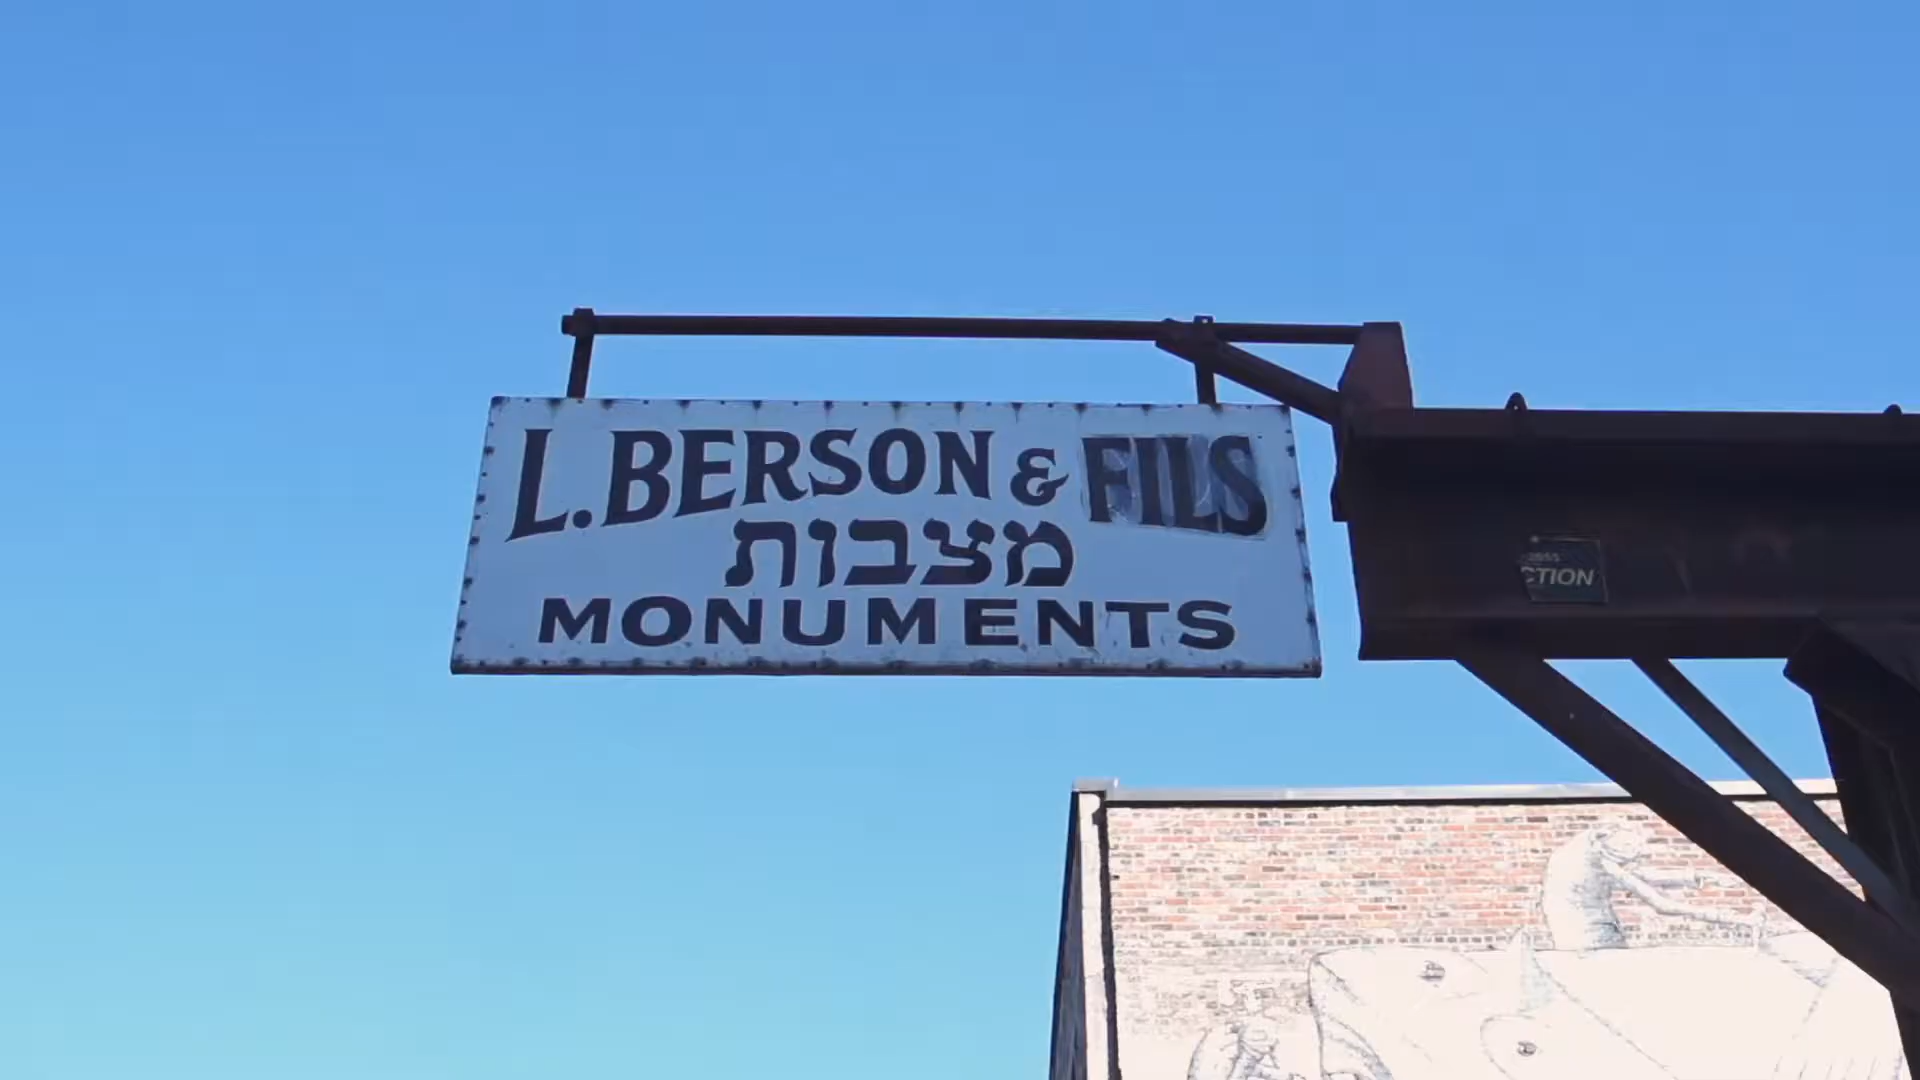 L. BERSON & FILS
מצבות
MONUMENTS
CTION